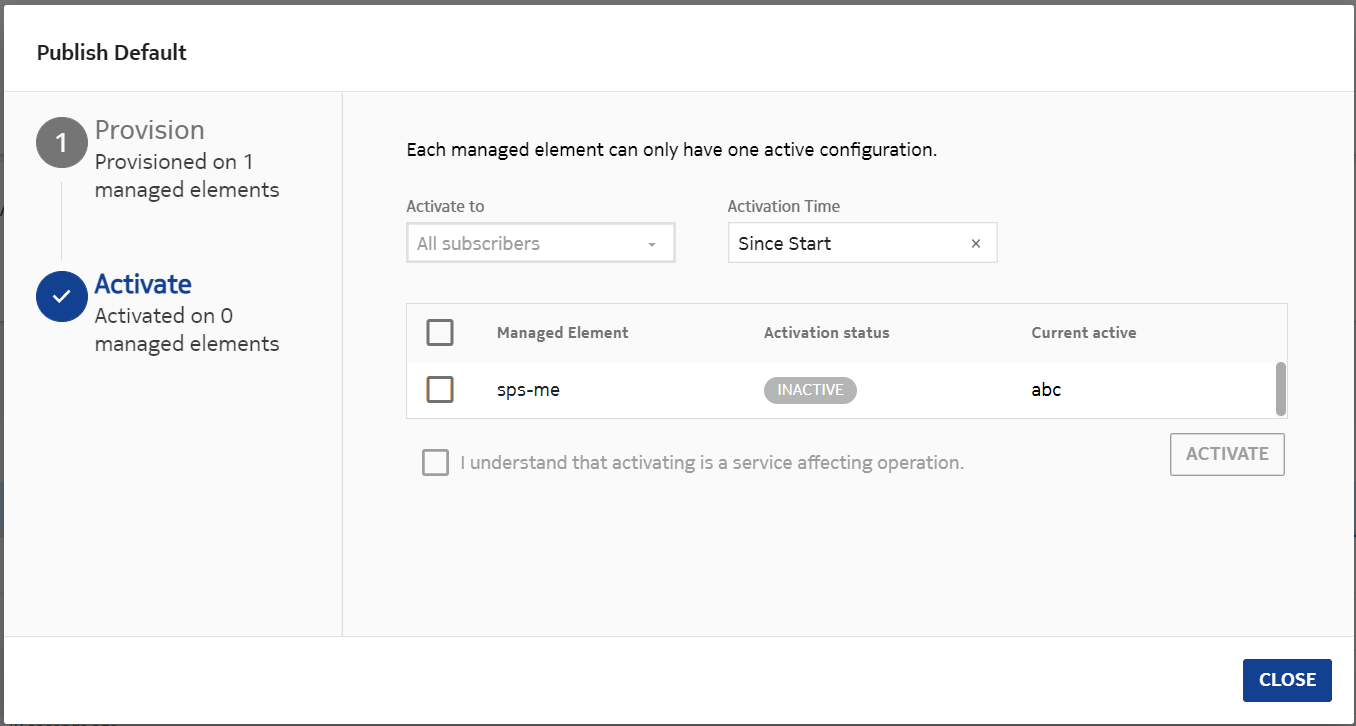 Publish Default
1
Provision
Provisioned on 1
managed elements
Activate
Activated on 0
managed elements
Each managed element can only have one active configuration.
Activate to
Activation Time
All subscribers
Since Start
Managed Element
Activation status
Current active
sps-me
INACTIVE
abc
I understand that activating is a service affecting operation.
ACTIVATE
CLOSE